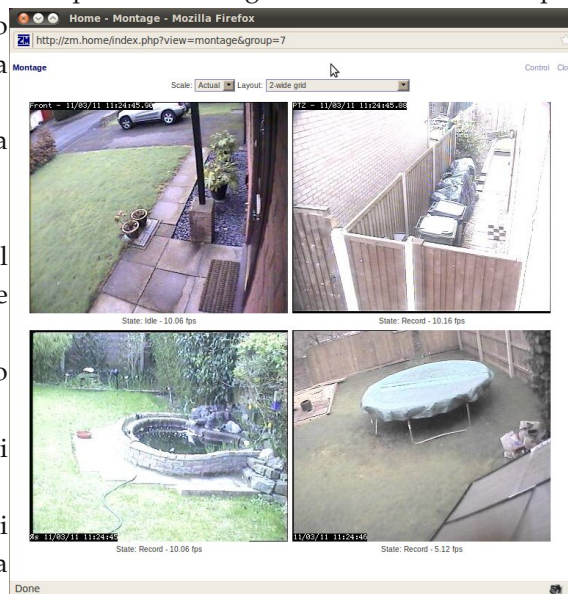 Home - Montage - Mozilla Firefox
http://zm.home/index.php?view=montage&group=7
Montage
Control
Scale: Actual Layout: 2-wide grid
Front - 11/03/11 11:24:45.90
PTZ - 11/03/11 11:24:45.88
State: Idle - 10.06 fps
State: Record - 10.16 fps
11/03/11 11:24:45
11/03/11 11:24:46
State: Record - 10.06 fps
State: Record - 5.12 fps
Done